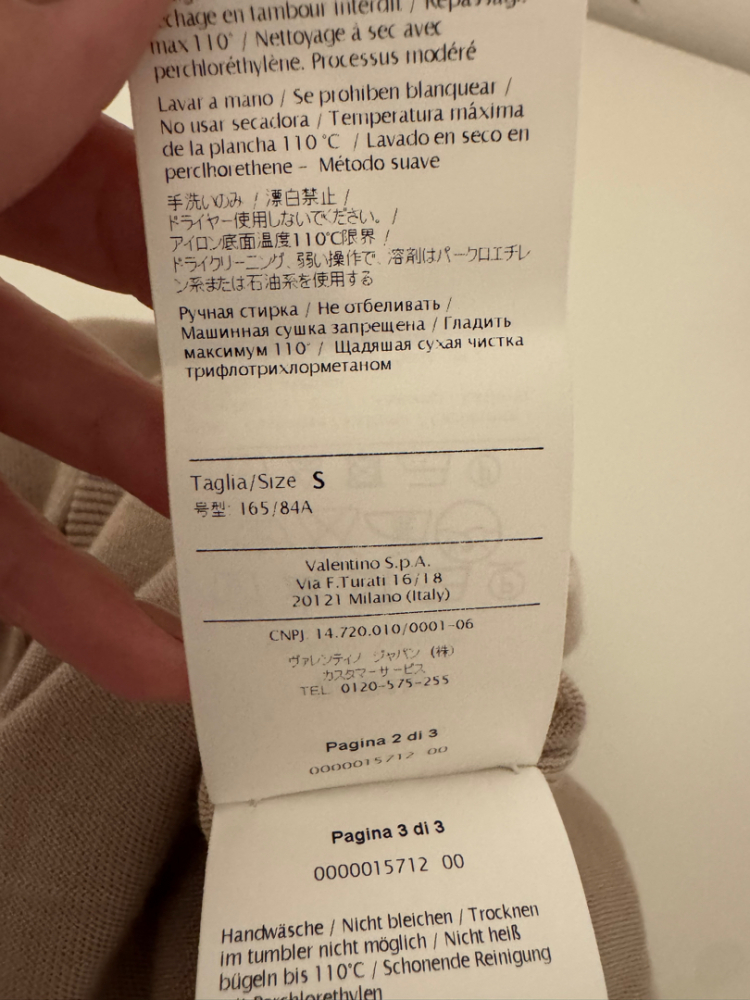 échage en tambour interdit / Repassage
max 110° / Nettoyage à sec avec
perchloréthylène. Processus modéré
Lavar a mano / Se prohiben blanquear /
No usar secadora / Temperatura máxima
de la plancha 110 °C / Lavado en seco en
perclhorethene – Método suave
手洗いのみ / 漂白禁止 /
ドライヤー使用しないでください。 /
アイロン底面温度110℃限界 /
ドライクリーニング、弱い操作で、溶剤はパークロエチレ
ン系または石油系を使用する
Ручная стирка / Не отбеливать /
Машинная сушка запрещена / Гладить
максимум 110° / Щадяшая сухая чистка
трифлотрихлорметаном
Taglia/Size S
号型: 165/84A
Valentino S.p.A.
Via F.Turati 16/18
20121 Milano (Italy)
CNPJ. 14.720.010/0001-06
ヴァレンティノ ジャパン (株)
カスタマーサービス
TEL. 0120-575-255
Pagina 2 di 3
0000015712 00
Pagina 3 di 3
0000015712 00
Handwäsche / Nicht bleichen / Trocknen
im tumbler nicht möglich / Nicht heiß
bügeln bis 110°C / Schonende Reinigung
mit Perchlorethylen